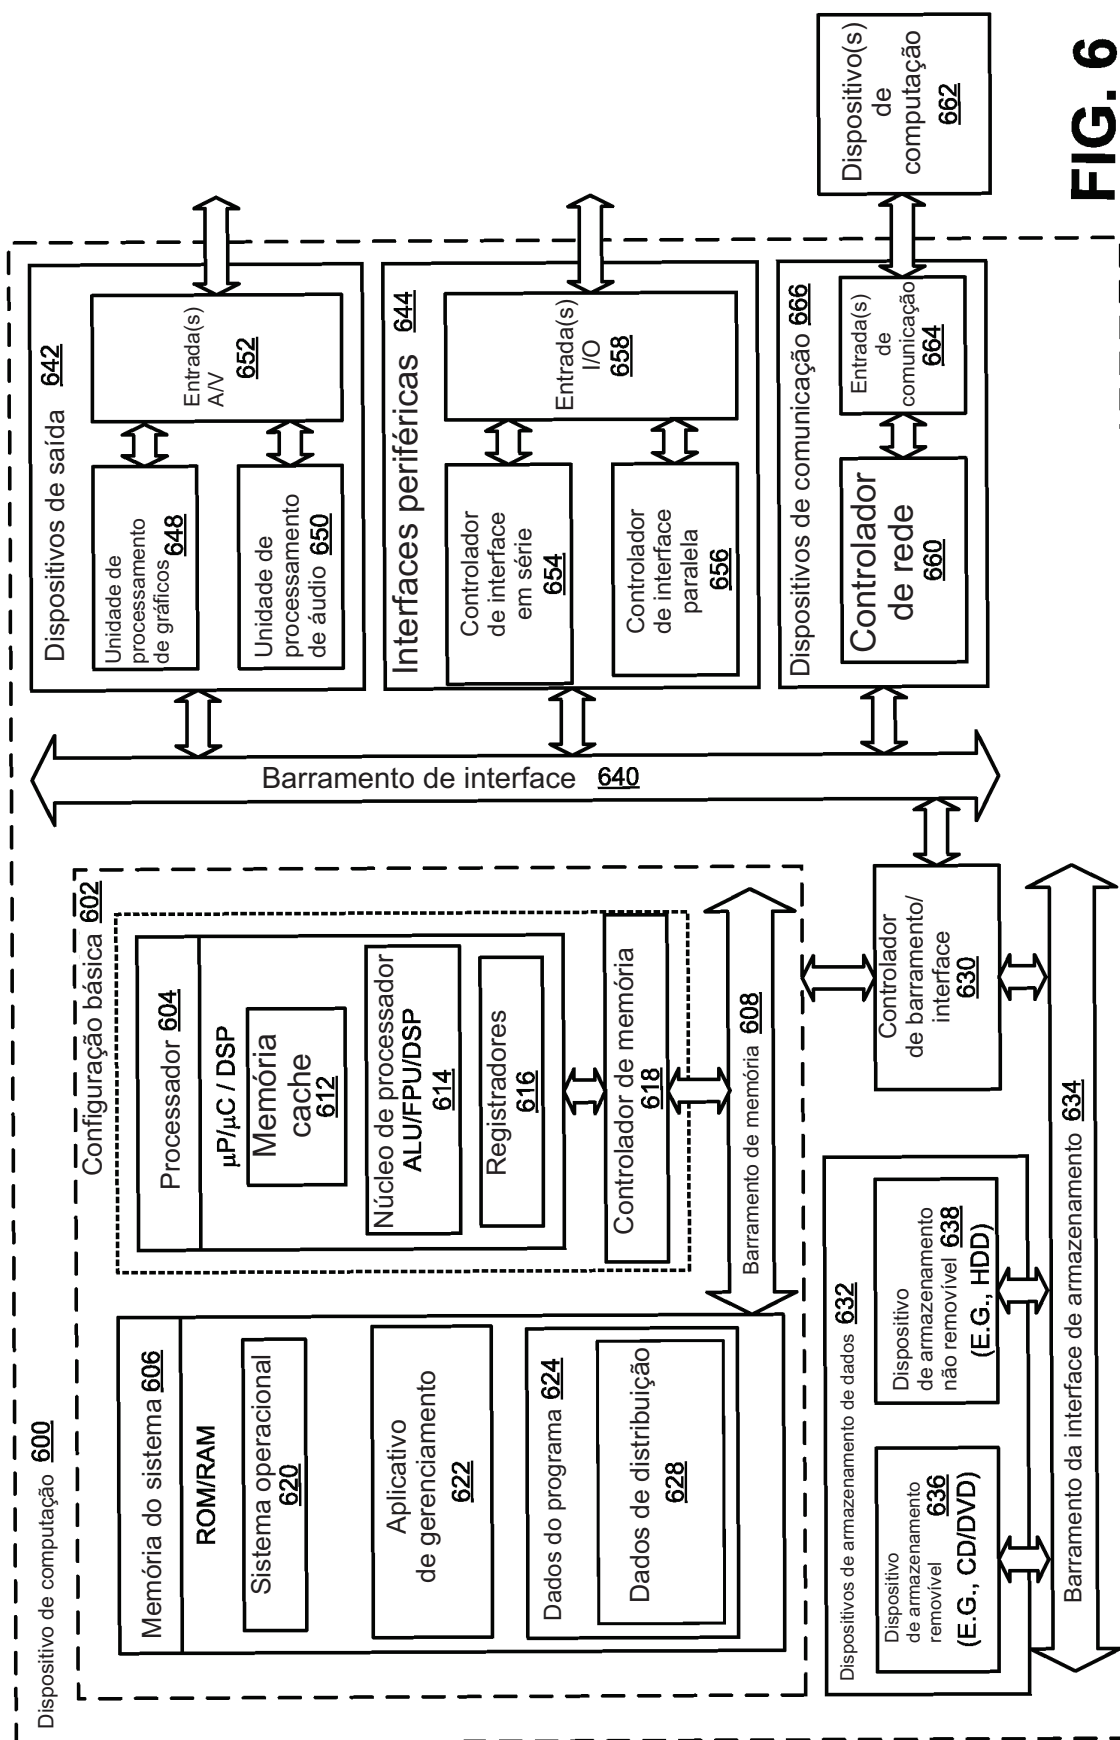 Dispositivo de computação 600
Configuração básica 602
Memória do sistema 606
ROM/RAM
Sistema operacional
620
Aplicativo
de gerenciamento
622
Dados do programa 624
Dados de distribuição
628
Processador 604
µP/µC / DSP
Memória
cache
612
Núcleo de processador
ALU/FPU/DSP
614
Registradores
616
Controlador de memória
618
Barramento de memória 608
Dispositivos de armazenamento de dados 632
Dispositivo
de armazenamento
removível 636
(E.G., CD/DVD)
Dispositivo
de armazenamento
não removível 638
(E.G., HDD)
Controlador
de barramento/
interface
630
Barramento da interface de armazenamento 634
Barramento de interface 640
Dispositivos de saída 642
Unidade de
processamento
de gráficos 648
Unidade de
processamento
de áudio 650
Entrada(s)
A/V
652
Interfaces periféricas 644
Controlador
de interface
em série
654
Controlador
de interface
paralela
656
Entrada(s)
I/O
658
Dispositivos de comunicação 666
Controlador
de rede
660
Entrada(s)
de
comunicação
664
Dispositivo(s)
de
computação
662
FIG. 6